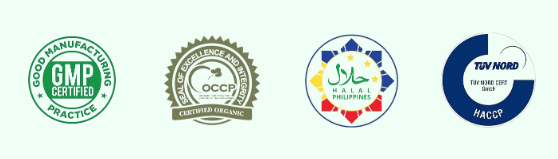 GOOD MANUFACTURING
GMP
CERTIFIED
PRACTICE
SEAL OF EXCELLENCE AND INTEGRITY
OCCP
CERTIFIED ORGANIC
حلال
HALAL
PHILIPPINES
TÜV NORD
TÜV NORD CERT
GmbH
HACCP